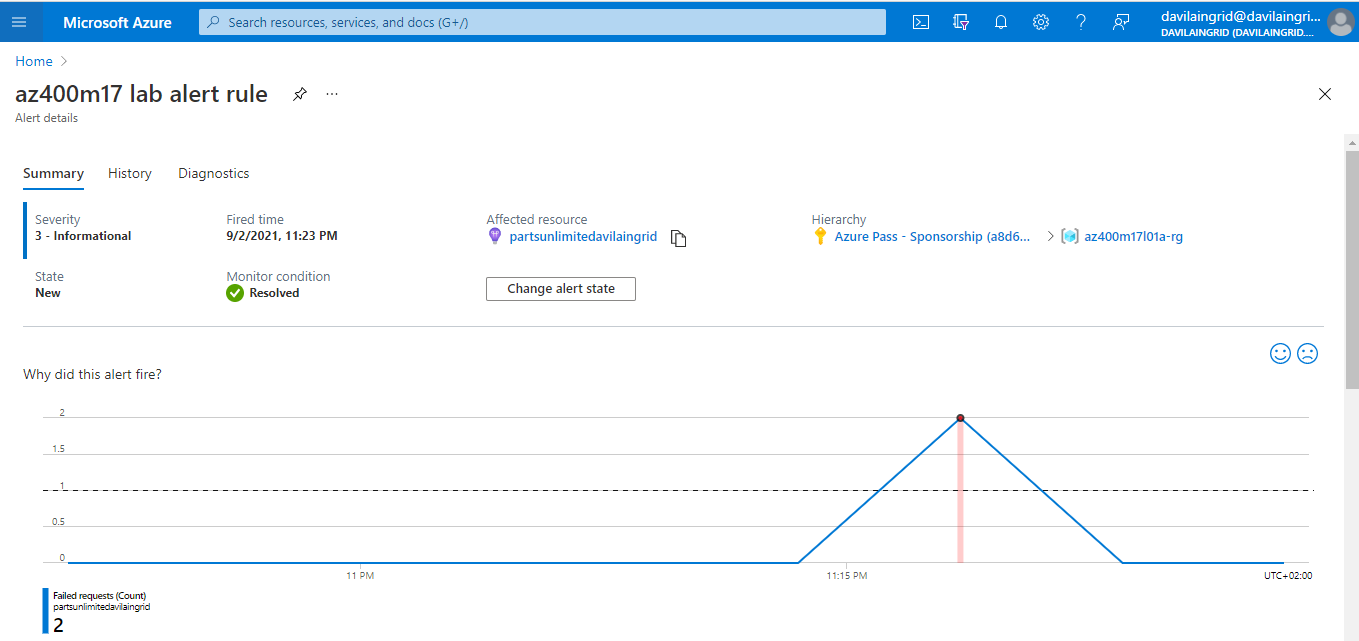 Microsoft Azure
Search resources, services, and docs (G+/)
davilaingrid@davilaingri...
DAVILAINGRID (DAVILAINGRID....
Home
az400m17 lab alert rule
...
Alert details
Summary History Diagnostics
Severity Fired time Affected resource Hierarchy
3 - Informational 9/2/2021, 11:23 PM partsunlimitedavilaingrid Azure Pass - Sponsorship (a8d6... > az400m17l01a-rg
State Monitor condition
New Resolved Change alert state
Why did this alert fire?
2
1.5
1
0.5
0
11 PM 11:15 PM UTC+02:00
Failed requests (Count)
partsunlimitedavilaingrid
2